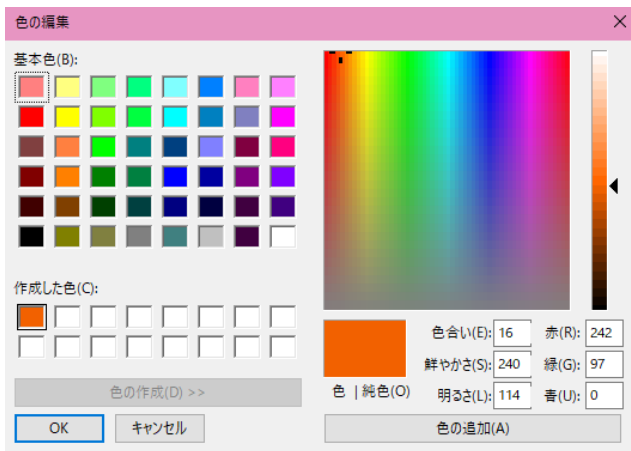 色の編集
基本色(B):
作成した色(C):
色の作成(D) >>
OK キャンセル
色 | 純色(O)
色合い(E): 16 赤(R): 242
鮮やかさ(S): 240 緑(G): 97
明るさ(L): 114 青(U): 0
色の追加(A)